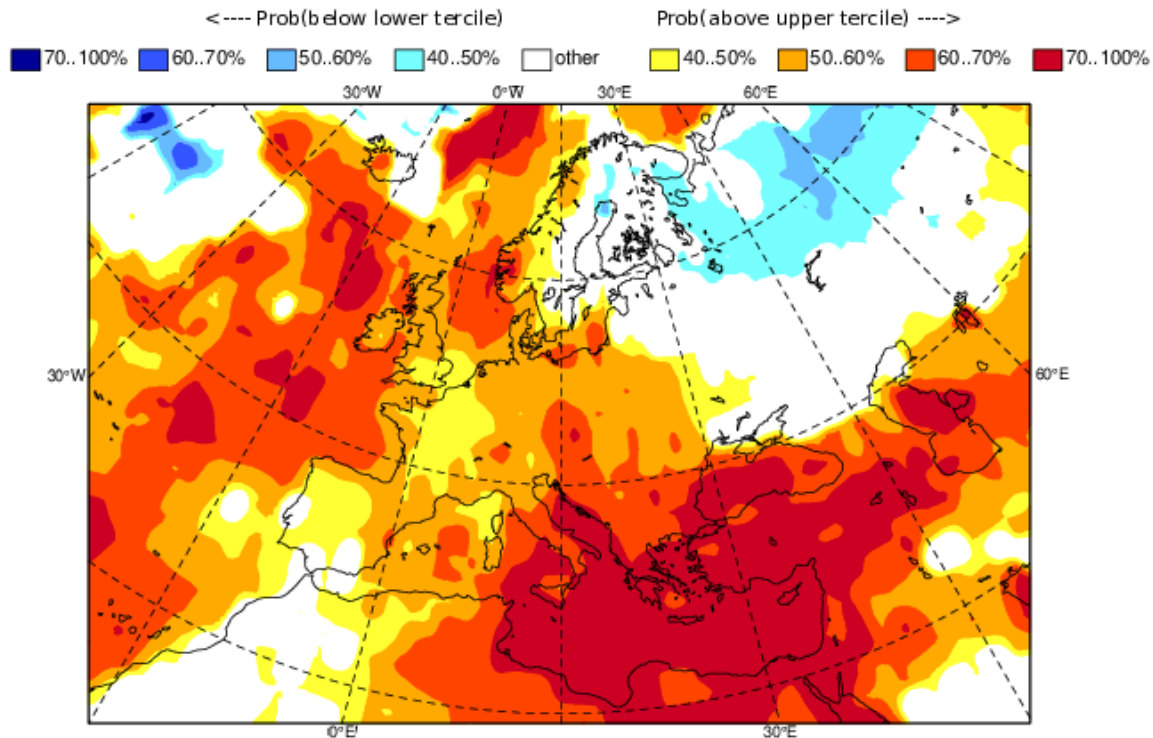 <---- Prob(below lower tercile)    Prob(above upper tercile) ---->
70..100% 60..70% 50..60% 40..50% other 40..50% 50..60% 60..70% 70..100%
30°W 0°W 30°E 60°E
30°W 60°E
0°E 30°E